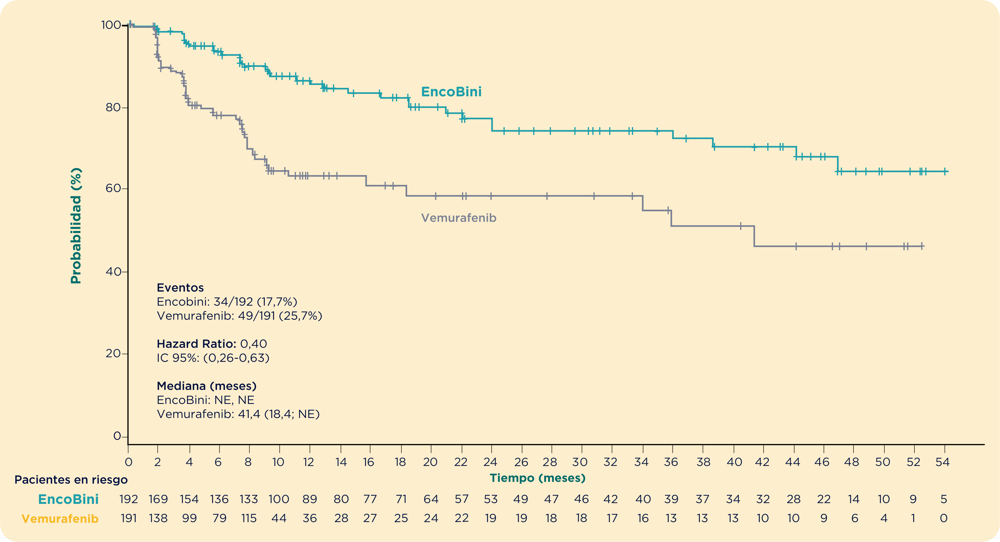 100
80
60
40
20
0
Probabilidad (%)
EncoBini
Vemurafenib
Eventos
Encobini: 34/192 (17,7%)
Vemurafenib: 49/191 (25,7%)
Hazard Ratio: 0,40
IC 95%: (0,26-0,63)
Mediana (meses)
EncoBini: NE, NE
Vemurafenib: 41,4 (18,4; NE)
0 2 4 6 8 10 12 14 16 18 20 22 24 26 28 30 32 34 36 38 40 42 44 46 48 50 52 54
Tiempo (meses)
Pacientes en riesgo
EncoBini 192 169 154 136 133 100 89 80 77 71 64 57 53 49 47 46 42 40 39 37 34 32 28 22 14 10 9 5
Vemurafenib 191 138 99 79 115 44 36 28 27 25 24 22 19 19 18 18 17 16 13 13 13 10 10 9 6 4 1 0